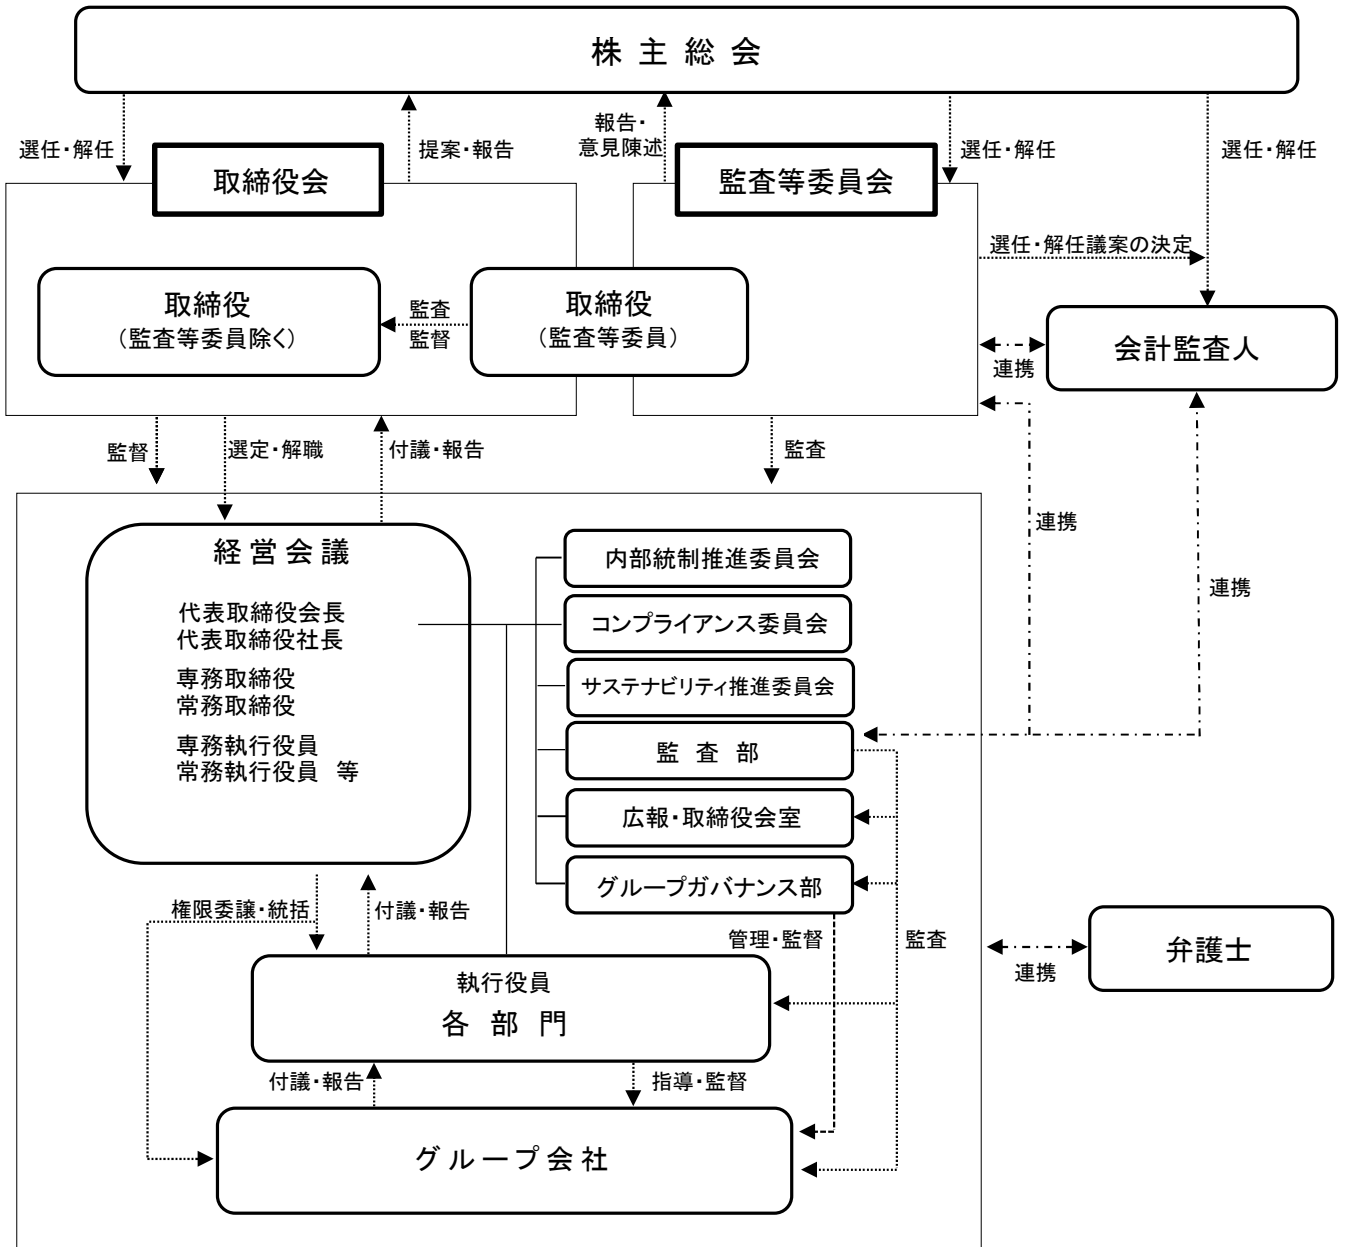 株主総会
選任・解任
提案・報告
報告・
意見陳述
選任・解任
選任・解任
取締役会
監査等委員会
選任・解任議案の決定
取締役
（監査等委員除く）
監査
監督
取締役
（監査等委員）
会計監査人
連携
監督
選定・解職
付議・報告
監査
連携
連携
経営会議
代表取締役会長
代表取締役社長
専務取締役
常務取締役
専務執行役員
常務執行役員 等
内部統制推進委員会
コンプライアンス委員会
サステナビリティ推進委員会
監査部
広報・取締役会室
グループガバナンス部
権限委譲・統括
付議・報告
管理・監督
監査
弁護士
連携
執行役員
各部門
付議・報告
指導・監督
グループ会社